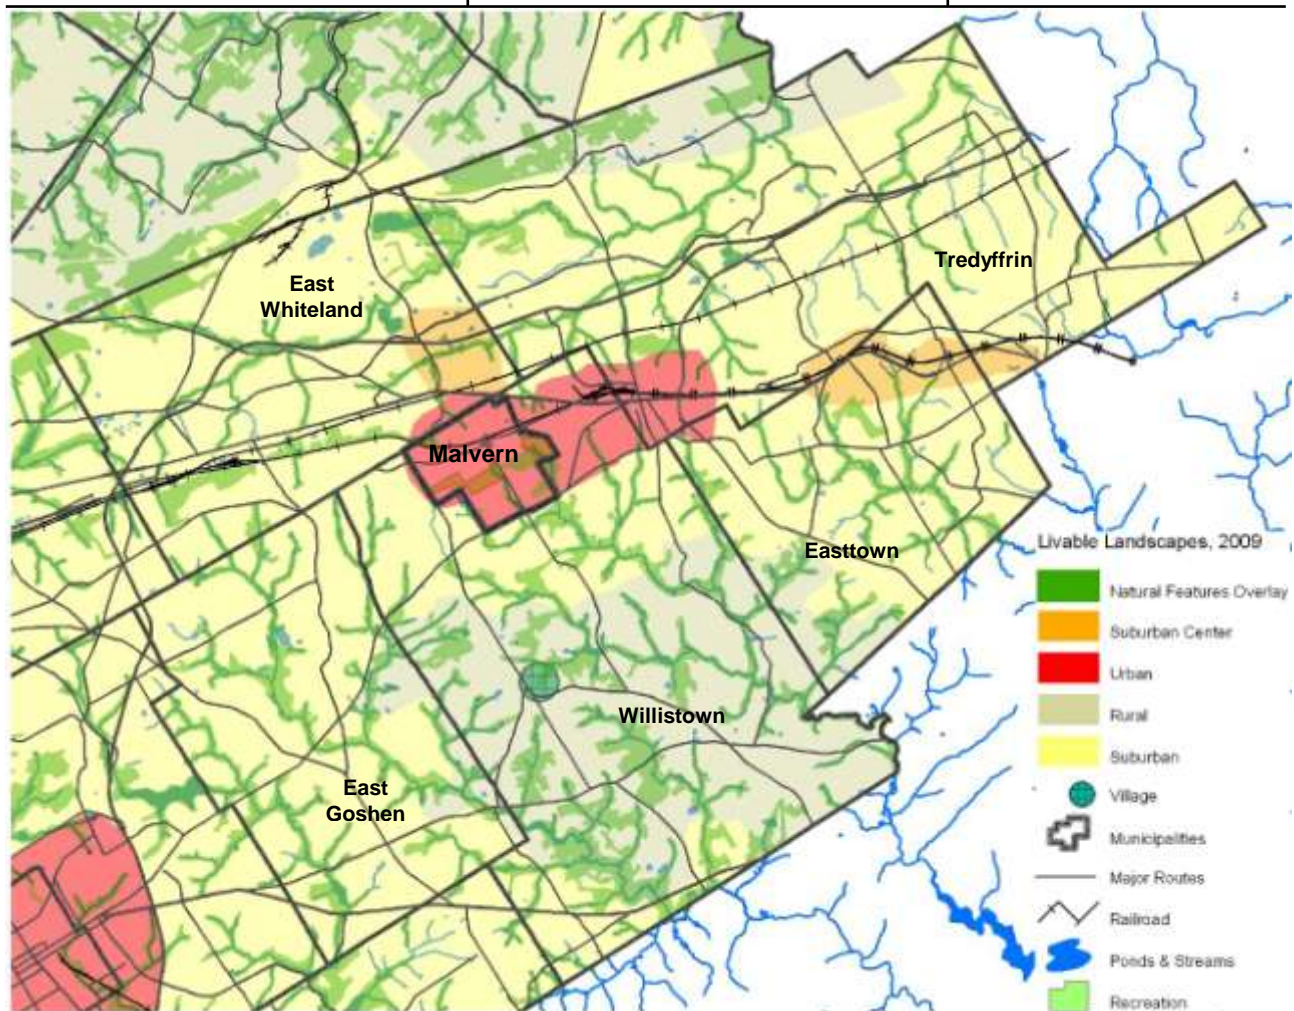 East
Whiteland
Tredyffrin
Malvern
Easttown
Willistown
East
Goshen
Livable Landscapes, 2009
Natural Features Overlay
Suburban Center
Urban
Rural
Suburban
Village
Municipalities
Major Routes
Railroad
Ponds & Streams
Recreation